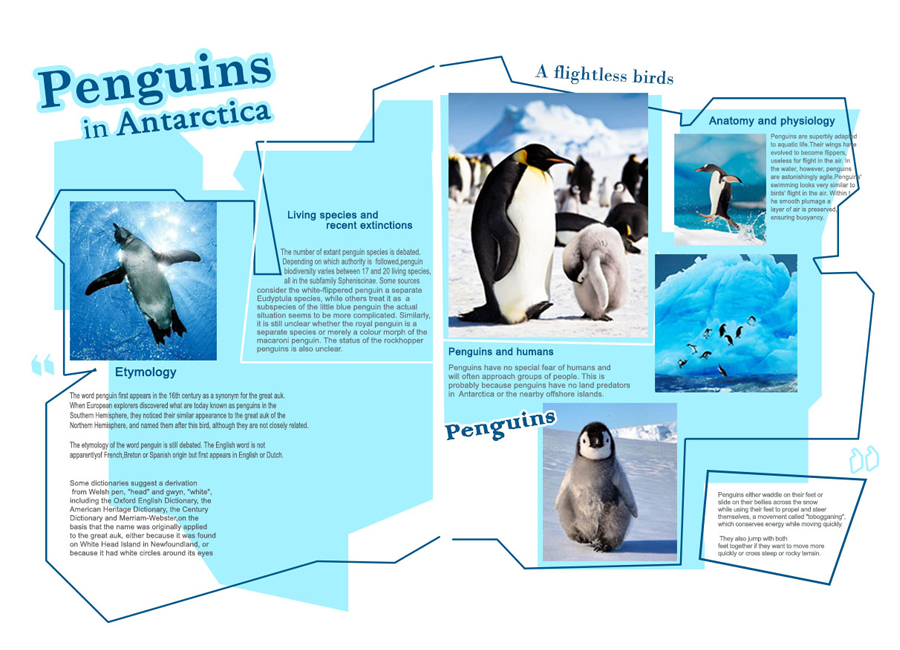 Penguins
in Antarctica
Living species and
recent extinctions
The number of extant penguin species is debated.
Depending on which authority is followed,penguin
biodiversity varies between 17 and 20 living species,
all in the subfamily Spheniscinae. Some sources
consider the white-flippered penguin a separate
Eudyptula species, while others treat it as a
subspecies of the little blue penguin the actual
situation seems to be more complicated. Similarly,
it is still unclear whether the royal penguin is a
separate species or merely a colour morph of the
macaroni penguin. The status of the rockhopper
penguins is also unclear.
“
Etymology
The word penguin first appears in the 16th century as a synonym for the great auk.
When European explorers discovered what are today known as penguins in the
Southern Hemisphere, they noticed their similar appearance to the great auk of the
Northern Hemisphere, and named them after this bird, although they are not closely related.
The etymology of the word penguin is still debated. The English word is not
apparentlyof French,Breton or Spanish origin but first appears in English or Dutch.
Some dictionaries suggest a derivation
from Welsh pen, "head" and gwyn, "white",
including the Oxford English Dictionary, the
American Heritage Dictionary, the Century
Dictionary and Merriam-Webster,on the
basis that the name was originally applied
to the great auk, either because it was found
on White Head Island in Newfoundland, or
because it had white circles around its eyes
A flightless birds
Anatomy and physiology
Penguins are superbly adapted
to aquatic life.Their wings have
evolved to become flippers,
useless for flight in the air. In
the water, however, penguins
are astonishingly agile.Penguins'
swimming looks very similar to
birds' flight in the air. Within t
he smooth plumage a
layer of air is preserved,
ensuring buoyancy.
Penguins and humans
Penguins have no special fear of humans and
will often approach groups of people. This is
probably because penguins have no land predators
in Antarctica or the nearby offshore islands.
Penguins
”
Penguins either waddle on their feet or
slide on their bellies across the snow
while using their feet to propel and steer
themselves, a movement called "tobogganing",
which conserves energy while moving quickly.
They also jump with both
feet together if they want to move more
quickly or cross steep or rocky terrain.